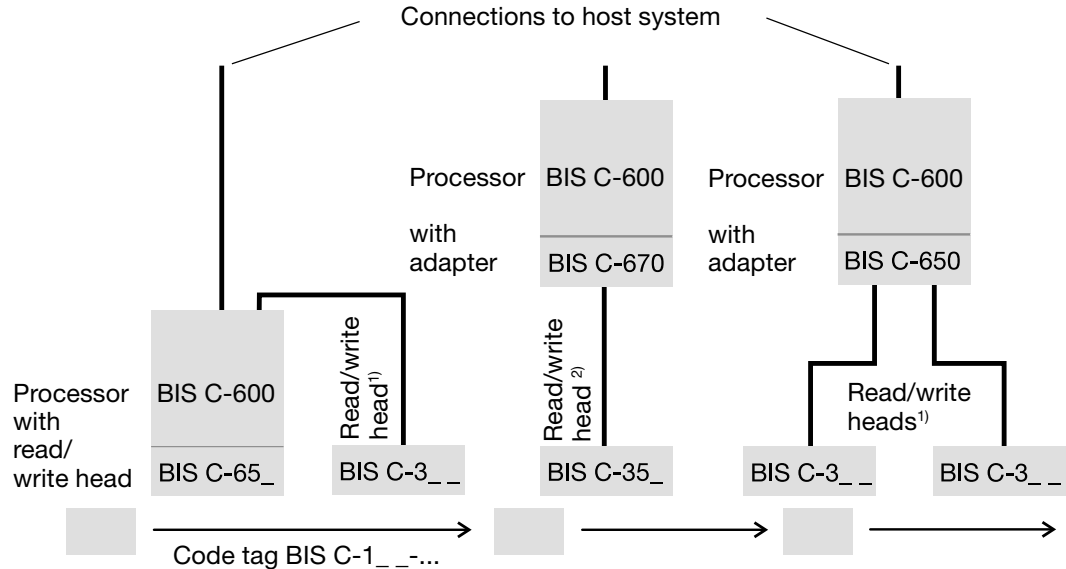 Connections to host system
Processor
with
read/
write head
BIS C-600
BIS C-65_
Read/write
head1)
BIS C-3_ _
Processor
with
adapter
BIS C-600
BIS C-670
Read/write
head 2)
BIS C-35_
Processor
with
adapter
BIS C-600
BIS C-650
Read/write
heads1)
BIS C-3_ _
BIS C-3_ _
Code tag BIS C-1_ _-...